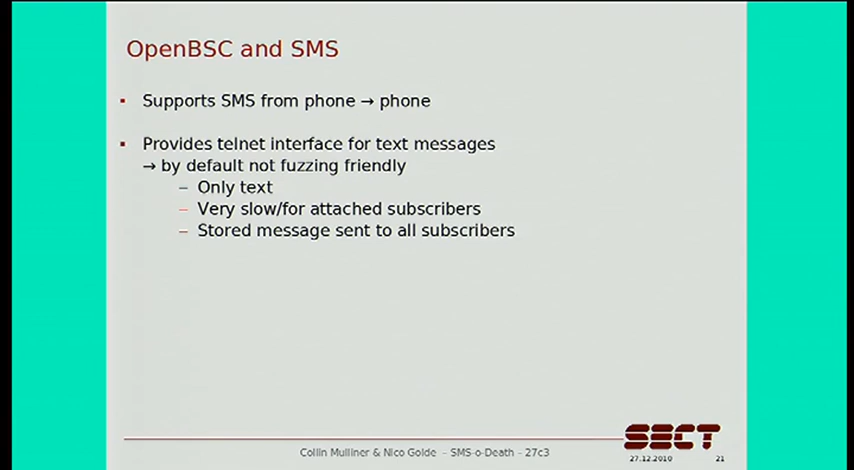 OpenBSC and SMS
▪ Supports SMS from phone → phone
▪ Provides telnet interface for text messages
→ by default not fuzzing friendly
– Only text
– Very slow/for attached subscribers
– Stored message sent to all subscribers
SECT
Collin Mulliner & Nico Golde – SMS-o-Death – 27c3
27.12.2010 21